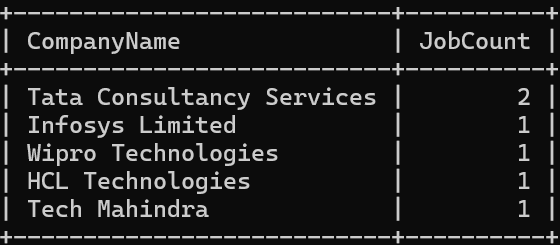 +-----------------------------+----------+
| CompanyName                 | JobCount |
+-----------------------------+----------+
| Tata Consultancy Services |        2 |
| Infosys Limited           |        1 |
| Wipro Technologies        |        1 |
| HCL Technologies          |        1 |
| Tech Mahindra             |        1 |
+---------------------------+----------+